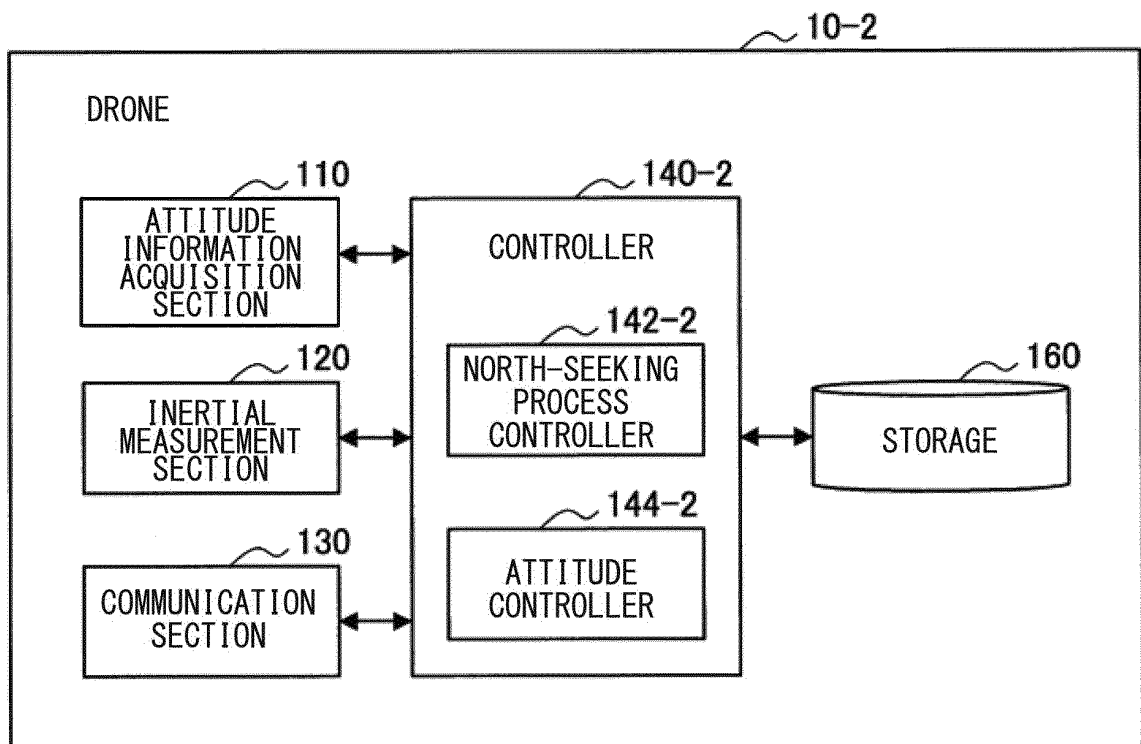 10-2
DRONE
110
ATTITUDE
INFORMATION
ACQUISITION
SECTION
120
INERTIAL
MEASUREMENT
SECTION
130
COMMUNICATION
SECTION
140-2
CONTROLLER
142-2
NORTH-SEEKING
PROCESS
CONTROLLER
144-2
ATTITUDE
CONTROLLER
160
STORAGE